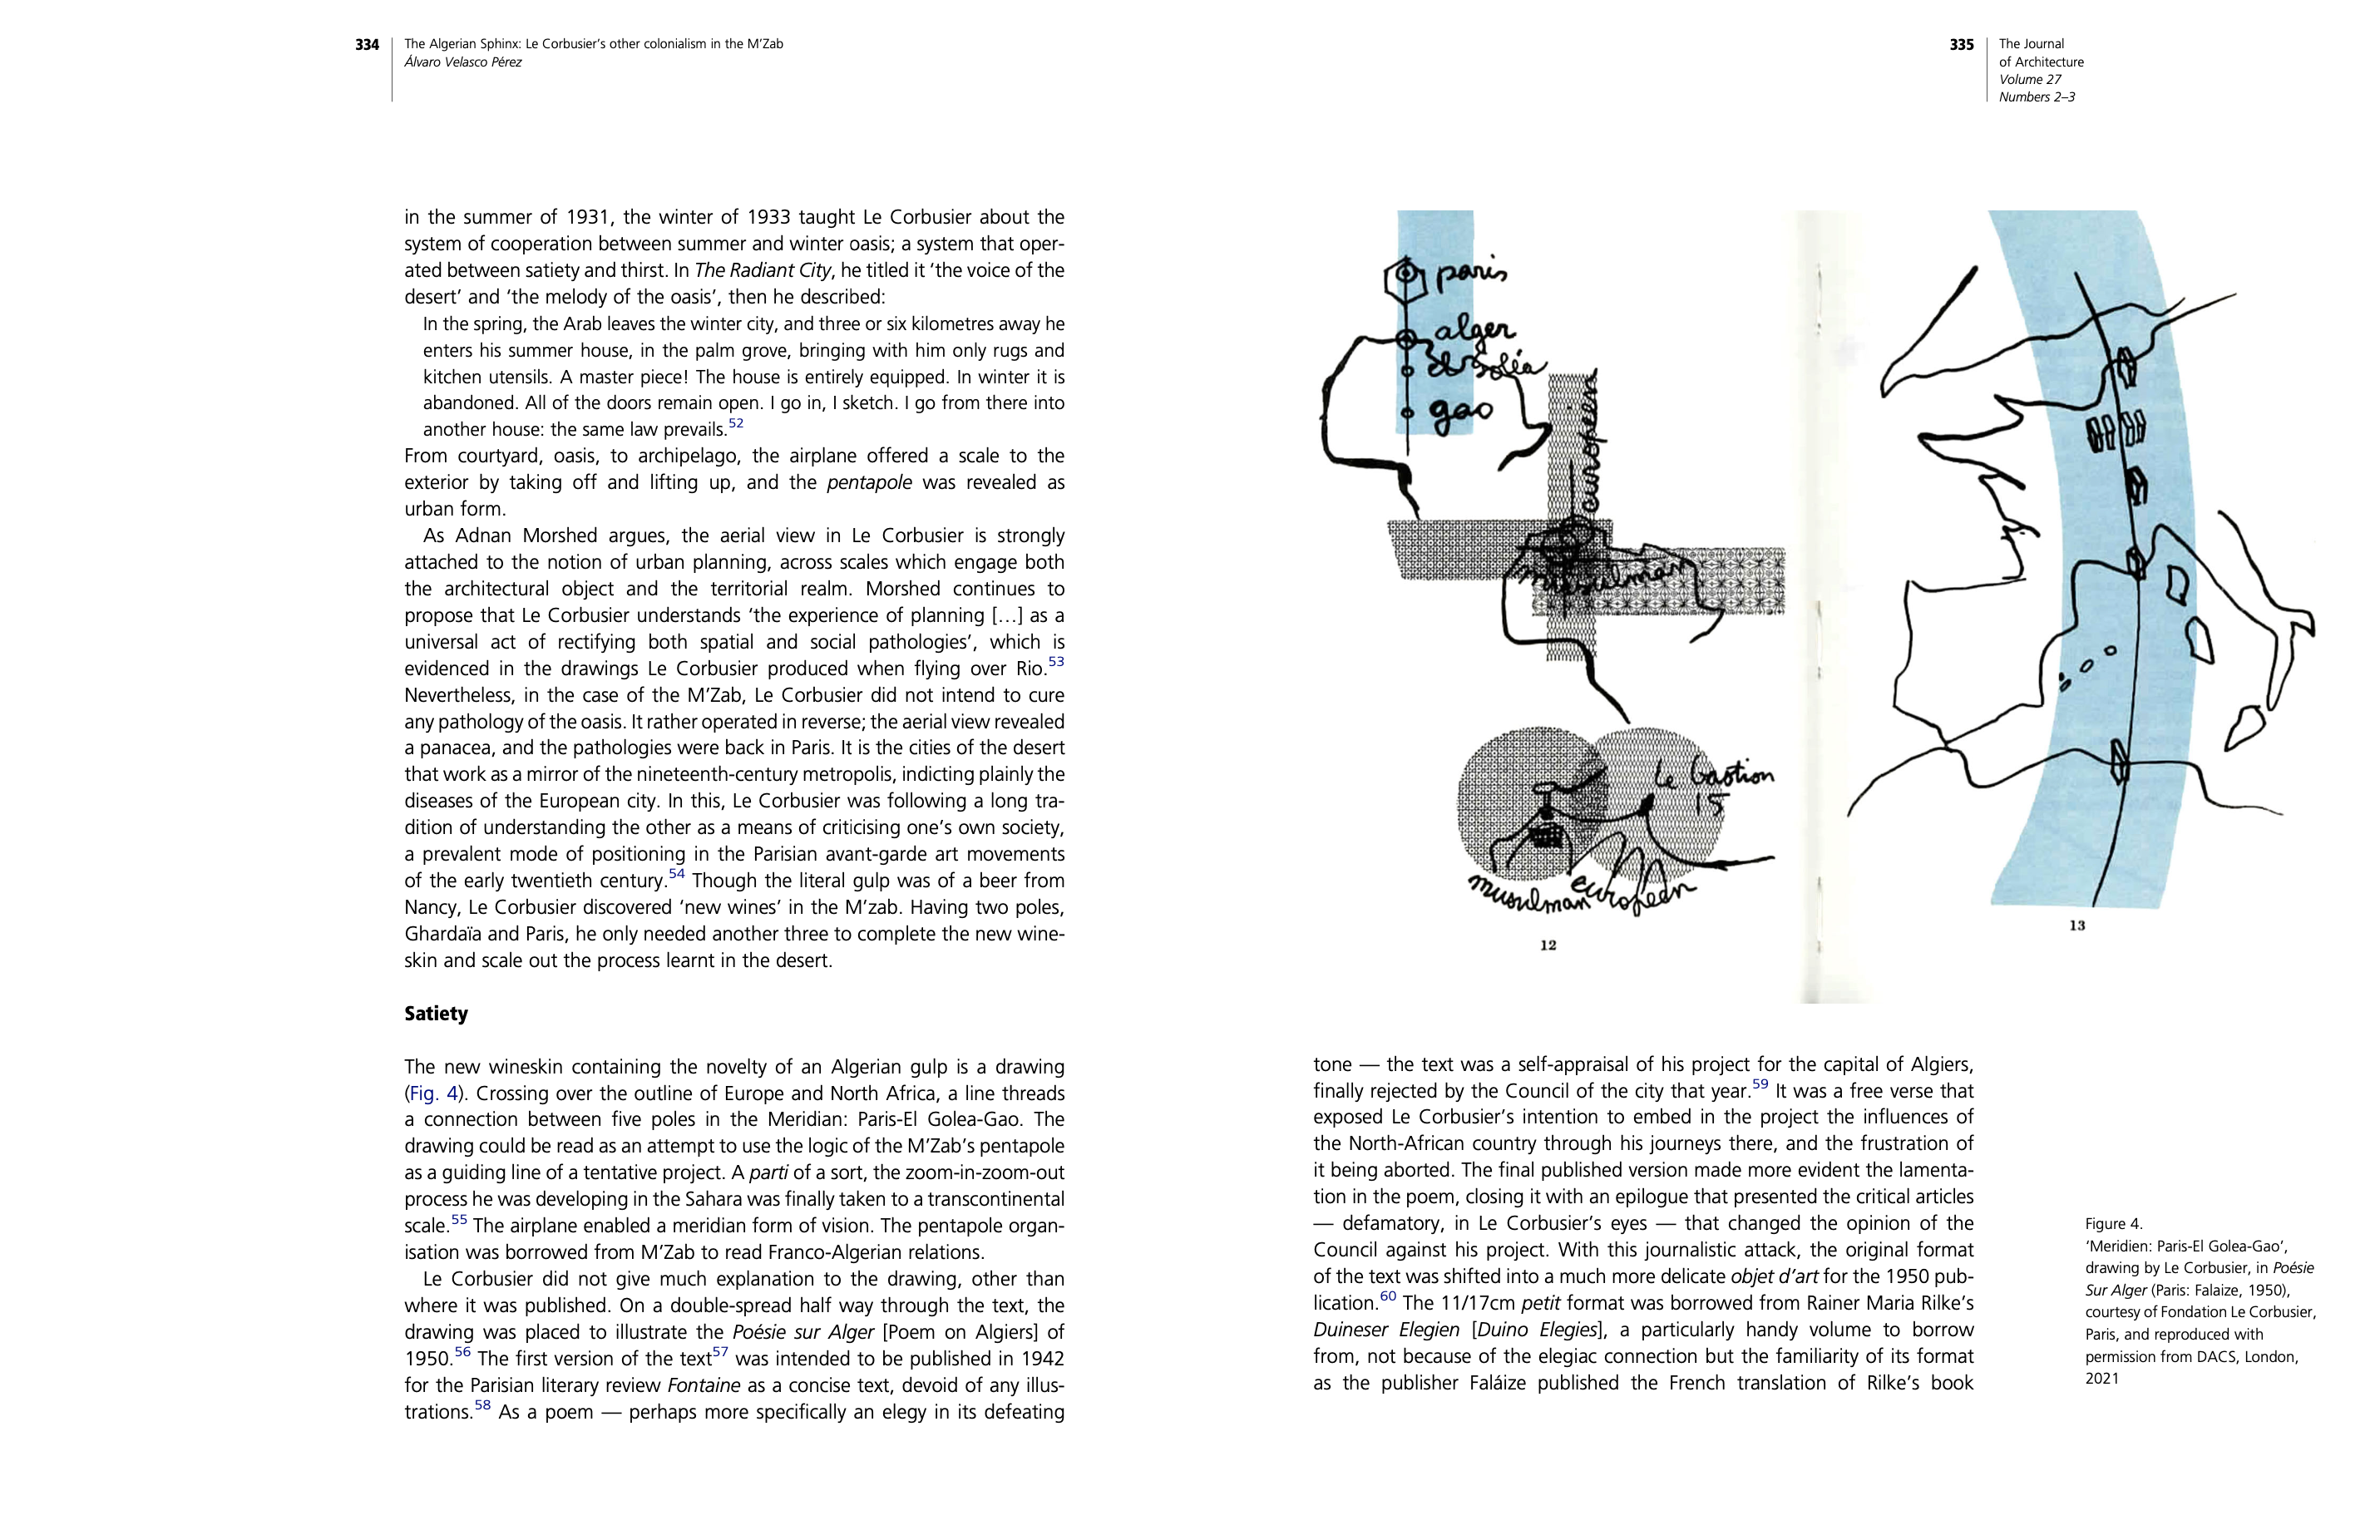 334
The Algerian Sphinx: Le Corbusier’s other colonialism in the M’Zab
Álvaro Velasco Pérez
in the summer of 1931, the winter of 1933 taught Le Corbusier about the
system of cooperation between summer and winter oasis; a system that oper-
ated between satiety and thirst. In The Radiant City, he titled it ‘the voice of the
desert’ and ‘the melody of the oasis’, then he described:
In the spring, the Arab leaves the winter city, and three or six kilometres away he
enters his summer house, in the palm grove, bringing with him only rugs and
kitchen utensils. A master piece! The house is entirely equipped. In winter it is
abandoned. All of the doors remain open. I go in, I sketch. I go from there into
another house: the same law prevails.52
From courtyard, oasis, to archipelago, the airplane offered a scale to the
exterior by taking off and lifting up, and the pentapole was revealed as
urban form.
As Adnan Morshed argues, the aerial view in Le Corbusier is strongly
attached to the notion of urban planning, across scales which engage both
the architectural object and the territorial realm. Morshed continues to
propose that Le Corbusier understands ‘the experience of planning […] as a
universal act of rectifying both spatial and social pathologies’, which is
evidenced in the drawings Le Corbusier produced when flying over Rio.53
Nevertheless, in the case of the M’Zab, Le Corbusier did not intend to cure
any pathology of the oasis. It rather operated in reverse; the aerial view revealed
a panacea, and the pathologies were back in Paris. It is the cities of the desert
that work as a mirror of the nineteenth-century metropolis, indicting plainly the
diseases of the European city. In this, Le Corbusier was following a long tra-
dition of understanding the other as a means of criticising one’s own society,
a prevalent mode of positioning in the Parisian avant-garde art movements
of the early twentieth century.54 Though the literal gulp was of a beer from
Nancy, Le Corbusier discovered ‘new wines’ in the M’zab. Having two poles,
Ghardaïa and Paris, he only needed another three to complete the new wine-
skin and scale out the process learnt in the desert.
Satiety
The new wineskin containing the novelty of an Algerian gulp is a drawing
(Fig. 4). Crossing over the outline of Europe and North Africa, a line threads
a connection between five poles in the Meridian: Paris-El Golea-Gao. The
drawing could be read as an attempt to use the logic of the M’Zab’s pentapole
as a guiding line of a tentative project. A parti of a sort, the zoom-in-zoom-out
process he was developing in the Sahara was finally taken to a transcontinental
scale.55 The airplane enabled a meridian form of vision. The pentapole organ-
isation was borrowed from M’Zab to read Franco-Algerian relations.
Le Corbusier did not give much explanation to the drawing, other than
where it was published. On a double-spread half way through the text, the
drawing was placed to illustrate the Poésie sur Alger [Poem on Algiers] of
1950.56 The first version of the text57 was intended to be published in 1942
for the Parisian literary review Fontaine as a concise text, devoid of any illus-
trations.58 As a poem — perhaps more specifically an elegy in its defeating
335
The Journal
of Architecture
Volume 27
Numbers 2–3
paris
alger
el Goléa
gao
européen
musulman
le bastion
15
musulman
européen
12
13
tone — the text was a self-appraisal of his project for the capital of Algiers,
finally rejected by the Council of the city that year.59 It was a free verse that
exposed Le Corbusier’s intention to embed in the project the influences of
the North-African country through his journeys there, and the frustration of
it being aborted. The final published version made more evident the lamenta-
tion in the poem, closing it with an epilogue that presented the critical articles
— defamatory, in Le Corbusier’s eyes — that changed the opinion of the
Council against his project. With this journalistic attack, the original format
of the text was shifted into a much more delicate objet d’art for the 1950 pub-
lication.60 The 11/17cm petit format was borrowed from Rainer Maria Rilke’s
Duineser Elegien [Duino Elegies], a particularly handy volume to borrow
from, not because of the elegiac connection but the familiarity of its format
as the publisher Faláize published the French translation of Rilke’s book
Figure 4.
‘Meridien: Paris-El Golea-Gao’,
drawing by Le Corbusier, in Poésie
Sur Alger (Paris: Falaize, 1950),
courtesy of Fondation Le Corbusier,
Paris, and reproduced with
permission from DACS, London,
2021